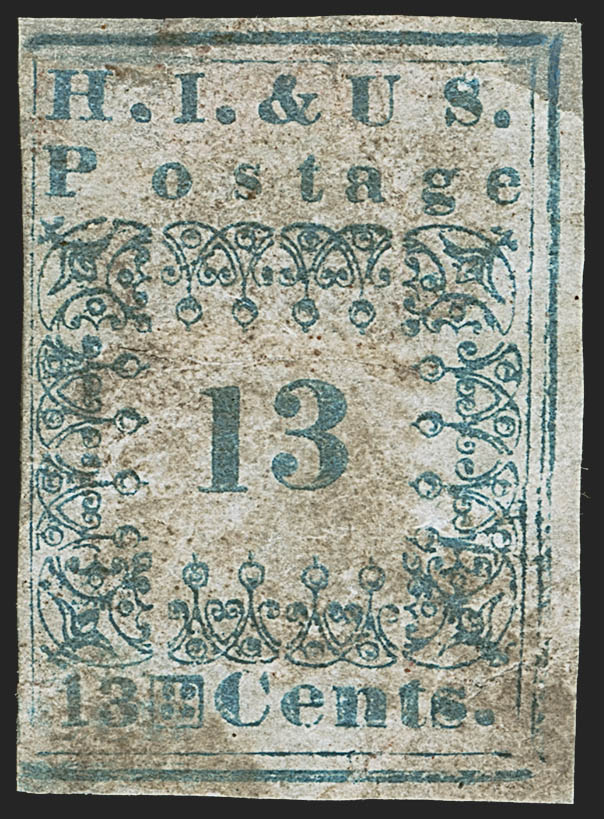 H.I.&U S.
Postage
13
13 Cents.